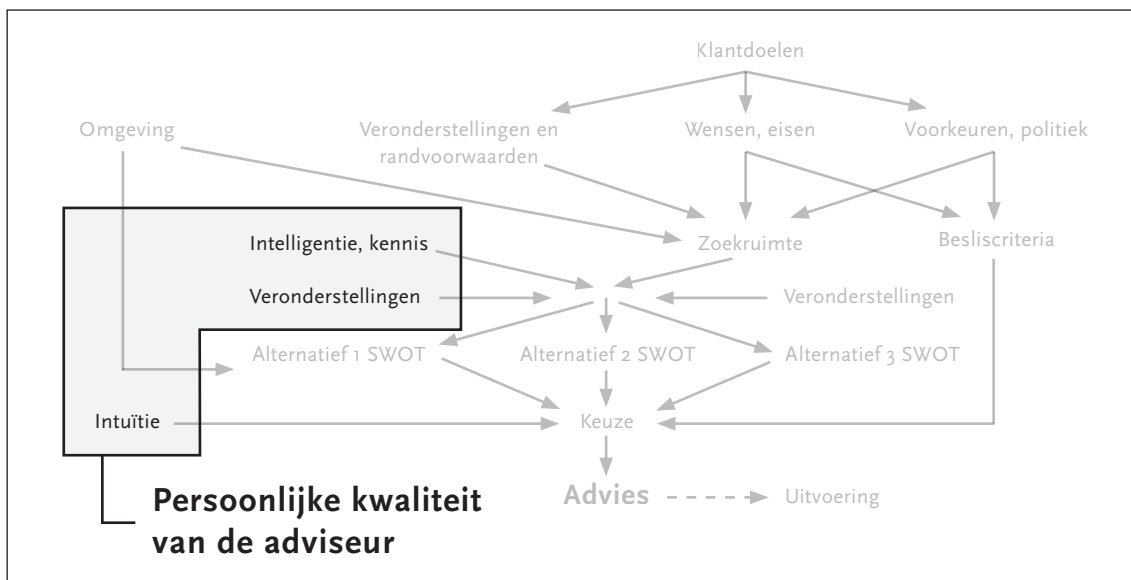 Klantdoelen
Omgeving
Veronderstellingen en
randvoorwaarden
Wensen, eisen
Voorkeuren, politiek
Intelligentie, kennis
Zoekruimte
Besliscriteria
Veronderstellingen
Veronderstellingen
Alternatief 1 SWOT
Alternatief 2 SWOT
Alternatief 3 SWOT
Intuïtie
Keuze
Advies
Uitvoering
Persoonlijke kwaliteit
van de adviseur